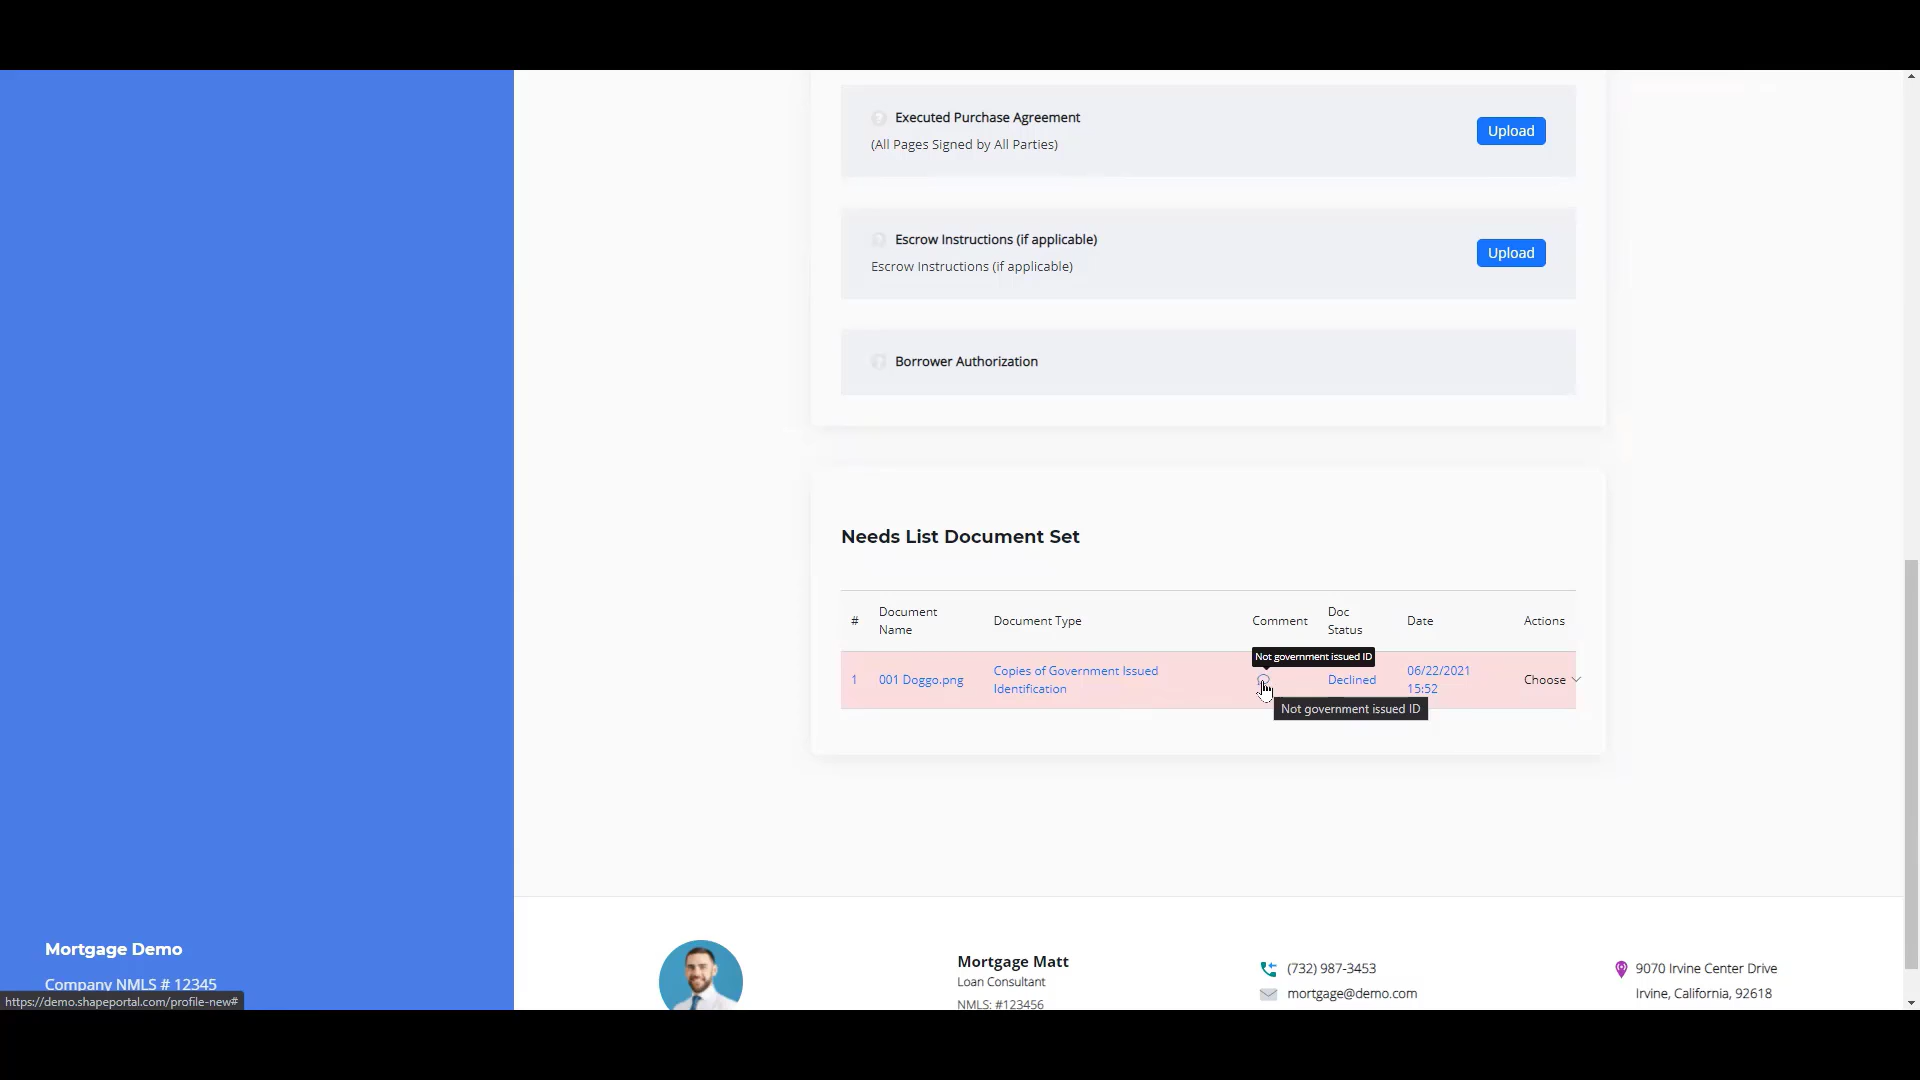 Executed Purchase Agreement
(All Pages Signed by All Parties)
Upload
Escrow Instructions (if applicable)
Escrow Instructions (if applicable)
Upload
Borrower Authorization
Needs List Document Set
# Document Name Document Type Comment Doc Status Date Actions
Not government issued ID
1 001 Doggo.png Copies of Government Issued Identification Declined 06/22/2021 15:52 Choose
Not government issued ID
Mortgage Demo
Company NMLS # 12345
https://demo.shapeportal.com/profile-new#
Mortgage Matt
Loan Consultant
NMLS: #123456
(732) 987-3453
mortgage@demo.com
9070 Irvine Center Drive
Irvine, California, 92618